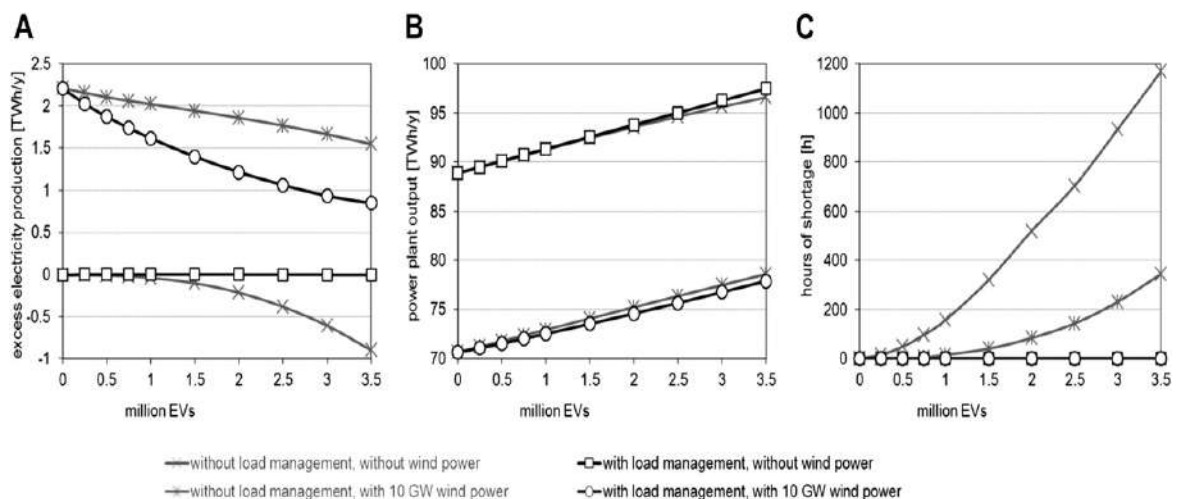 A
B
C
excess electricity production [TWh/y]
2.5
2
1.5
1
0.5
0
-0.5
-1
0 0.5 1 1.5 2 2.5 3 3.5
million EVs
power plant output [TWh/y]
100
95
90
85
80
75
70
0 0.5 1 1.5 2 2.5 3 3.5
million EVs
hours of shortage [h]
1200
1000
800
600
400
200
0
0 0.5 1 1.5 2 2.5 3 3.5
million EVs
without load management, without wind power
with load management, without wind power
without load management, with 10 GW wind power
with load management, with 10 GW wind power